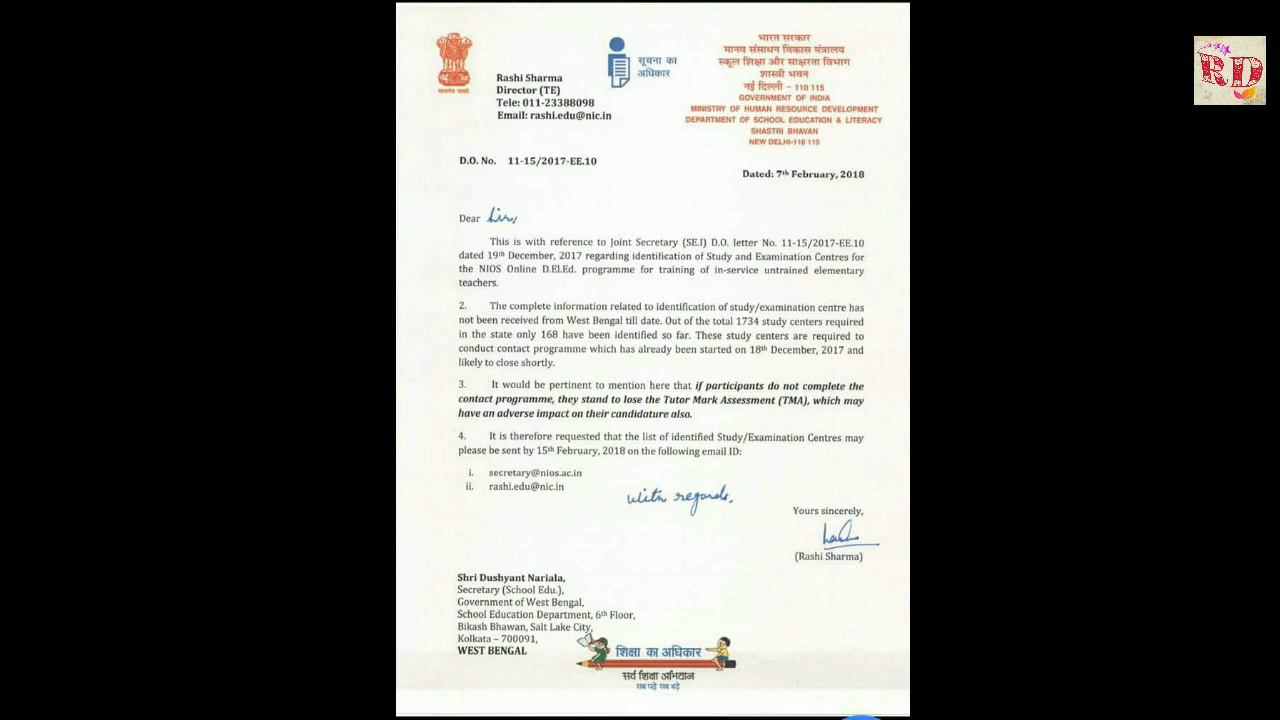 RD
भारत सरकार
मानव संसाधन विकास मंत्रालय
स्कूल शिक्षा और साक्षरता विभाग
शास्त्री भवन
नई दिल्ली - 110 115
GOVERNMENT OF INDIA
MINISTRY OF HUMAN RESOURCE DEVELOPMENT
DEPARTMENT OF SCHOOL EDUCATION & LITERACY
SHASTRI BHAVAN
NEW DELHI-110 115
सूचना का
अधिकार
सत्यमेव जयते
Rashi Sharma
Director (TE)
Tele: 011-23388098
Email: rashi.edu@nic.in
D.O. No. 11-15/2017-EE.10
Dated: 7th February, 2018
Dear Sir,
This is with reference to Joint Secretary (SE.I) D.O. letter No. 11-15/2017-EE.10
dated 19th December, 2017 regarding identification of Study and Examination Centres for
the NIOS Online D.El.Ed. programme for training of in-service untrained elementary
teachers.
2. The complete information related to identification of study/examination centre has
not been received from West Bengal till date. Out of the total 1734 study centers required
in the state only 168 have been identified so far. These study centers are required to
conduct contact programme which has already been started on 18th December, 2017 and
likely to close shortly.
3. It would be pertinent to mention here that if participants do not complete the
contact programme, they stand to lose the Tutor Mark Assessment (TMA), which may
have an adverse impact on their candidature also.
4. It is therefore requested that the list of identified Study/Examination Centres may
please be sent by 15th February, 2018 on the following email ID:
i. secretary@nios.ac.in
ii. rashi.edu@nic.in
with regards,
Yours sincerely,
(Rashi Sharma)
Shri Dushyant Nariala,
Secretary (School Edu.),
Government of West Bengal,
School Education Department, 6th Floor,
Bikash Bhawan, Salt Lake City,
Kolkata – 700091,
WEST BENGAL
शिक्षा का अधिकार
सर्व शिक्षा अभियान
सब पढ़ें सब बढ़ें